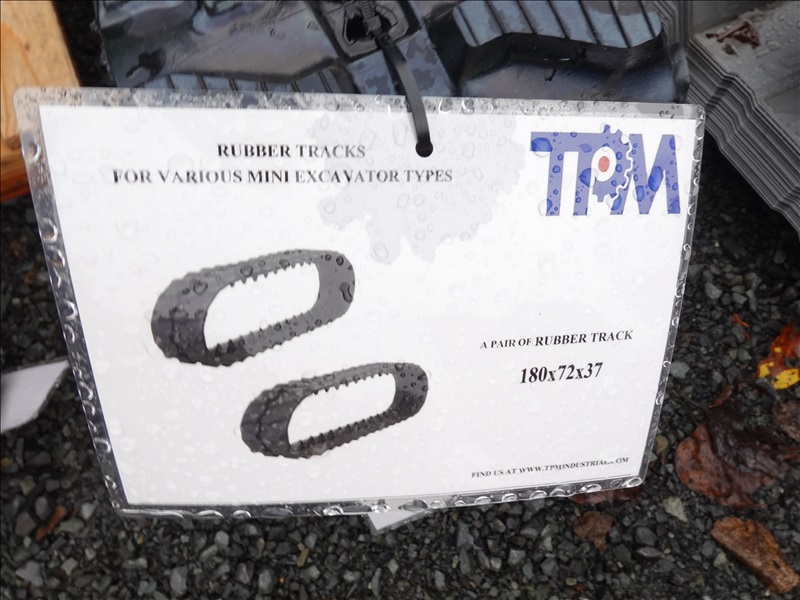 RUBBER TRACKS
FOR VARIOUS MINI EXCAVATOR TYPES
TPM
A PAIR OF RUBBER TRACK
180x72x37
FIND US AT WWW.TPMINDUSTRIAL.COM